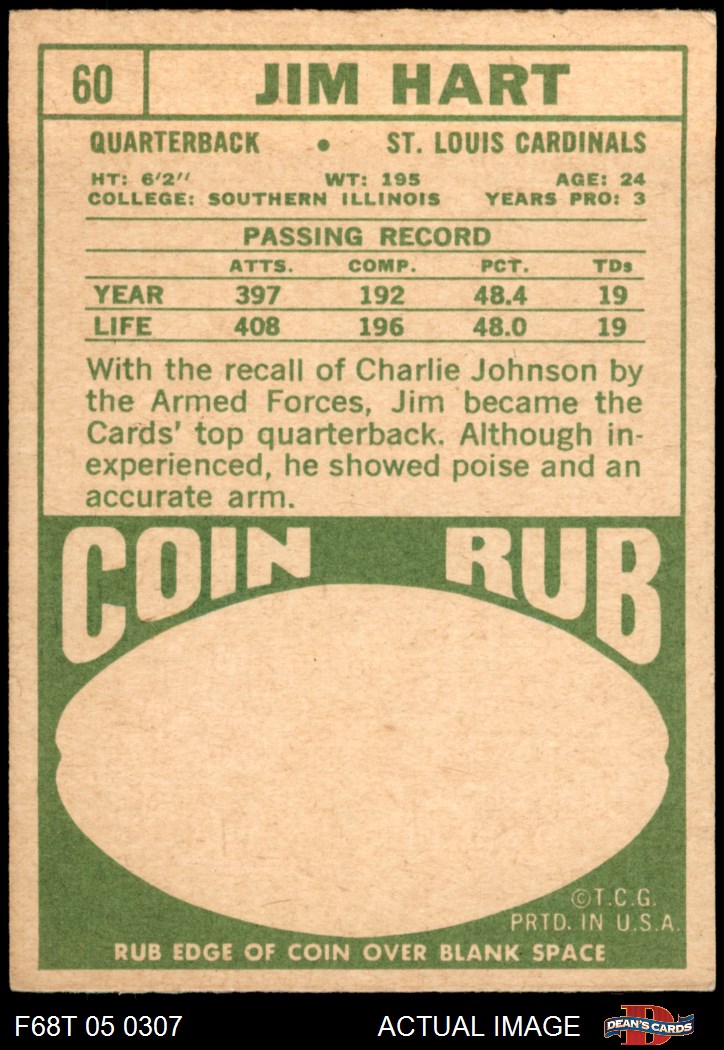 60 JIM HART
QUARTERBACK • ST. LOUIS CARDINALS
HT: 6'2" WT: 195 AGE: 24
COLLEGE: SOUTHERN ILLINOIS YEARS PRO: 3
PASSING RECORD
ATTS. COMP. PCT. TDs
YEAR 397 192 48.4 19
LIFE 408 196 48.0 19
With the recall of Charlie Johnson by
the Armed Forces, Jim became the
Cards' top quarterback. Although in-
experienced, he showed poise and an
accurate arm.
COIN RUB
©T.C.G.
PRTD. IN U.S.A.
RUB EDGE OF COIN OVER BLANK SPACE
F68T 05 0307 ACTUAL IMAGE D DEAN'S CARDS